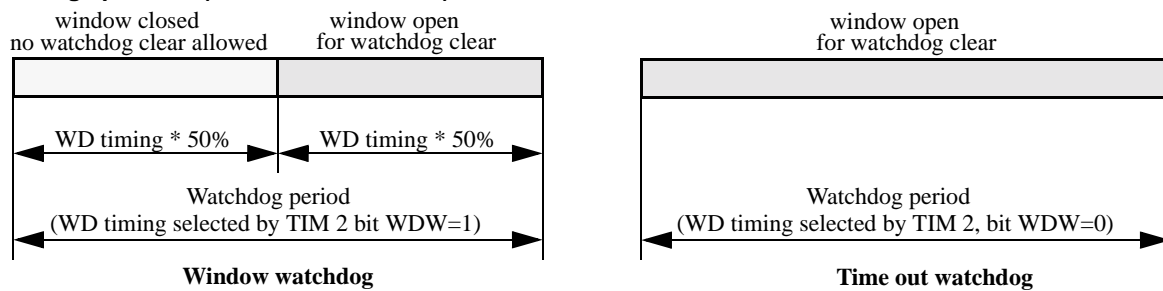 window closed
no watchdog clear allowed
window open
for watchdog clear
WD timing * 50%
WD timing * 50%
Watchdog period
(WD timing selected by TIM 2 bit WDW=1)
Window watchdog
window open
for watchdog clear
Watchdog period
(WD timing selected by TIM 2, bit WDW=0)
Time out watchdog